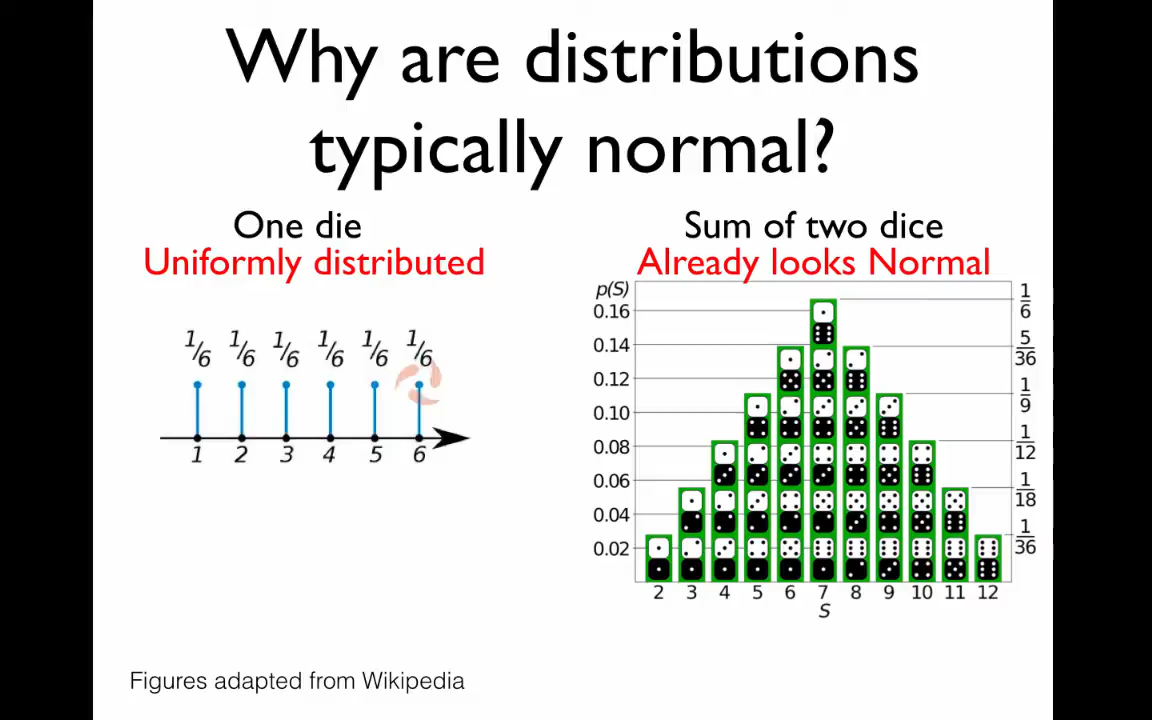 Why are distributions
typically normal?
One die
Uniformly distributed
1/6 1/6 1/6 1/6 1/6 1/6
1 2 3 4 5 6
Sum of two dice
Already looks Normal
p(S)
0.16
0.14
0.12
0.10
0.08
0.06
0.04
0.02
1/6
5/36
1/9
1/12
1/18
1/36
2 3 4 5 6 7 8 9 10 11 12
S
Figures adapted from Wikipedia